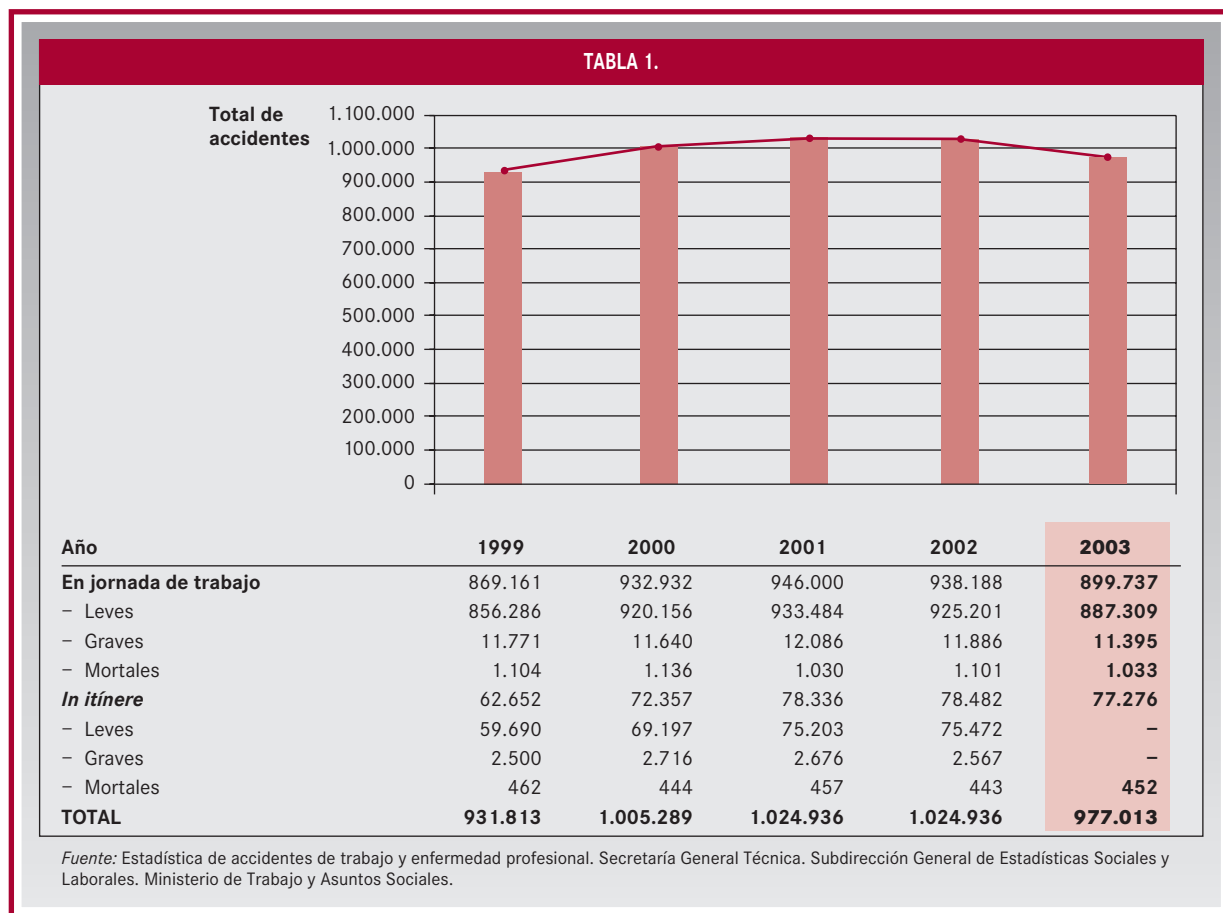 TABLA 1.
Total de
accidentes
1.100.000
1.000.000
900.000
800.000
700.000
600.000
500.000
400.000
300.000
200.000
100.000
0
Año 1999 2000 2001 2002 2003
En jornada de trabajo 869.161 932.932 946.000 938.188 899.737
– Leves 856.286 920.156 933.484 925.201 887.309
– Graves 11.771 11.640 12.086 11.886 11.395
– Mortales 1.104 1.136 1.030 1.101 1.033
In itínere 62.652 72.357 78.336 78.482 77.276
– Leves 59.690 69.197 75.203 75.472 –
– Graves 2.500 2.716 2.676 2.567 –
– Mortales 462 444 457 443 452
TOTAL 931.813 1.005.289 1.024.936 1.024.936 977.013
Fuente: Estadística de accidentes de trabajo y enfermedad profesional. Secretaría General Técnica. Subdirección General de Estadísticas Sociales y
Laborales. Ministerio de Trabajo y Asuntos Sociales.